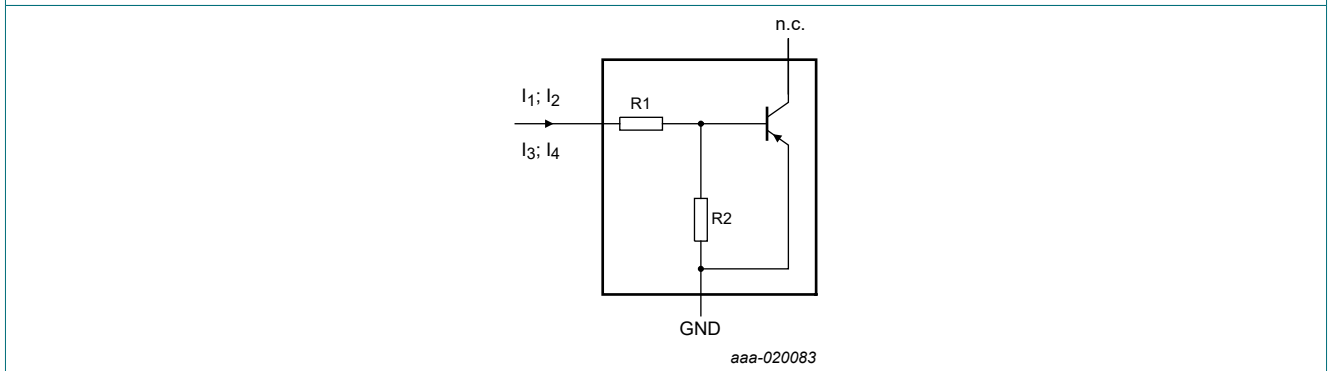 n.c.
I1; I2
R1
I3; I4
R2
GND
aaa-020083